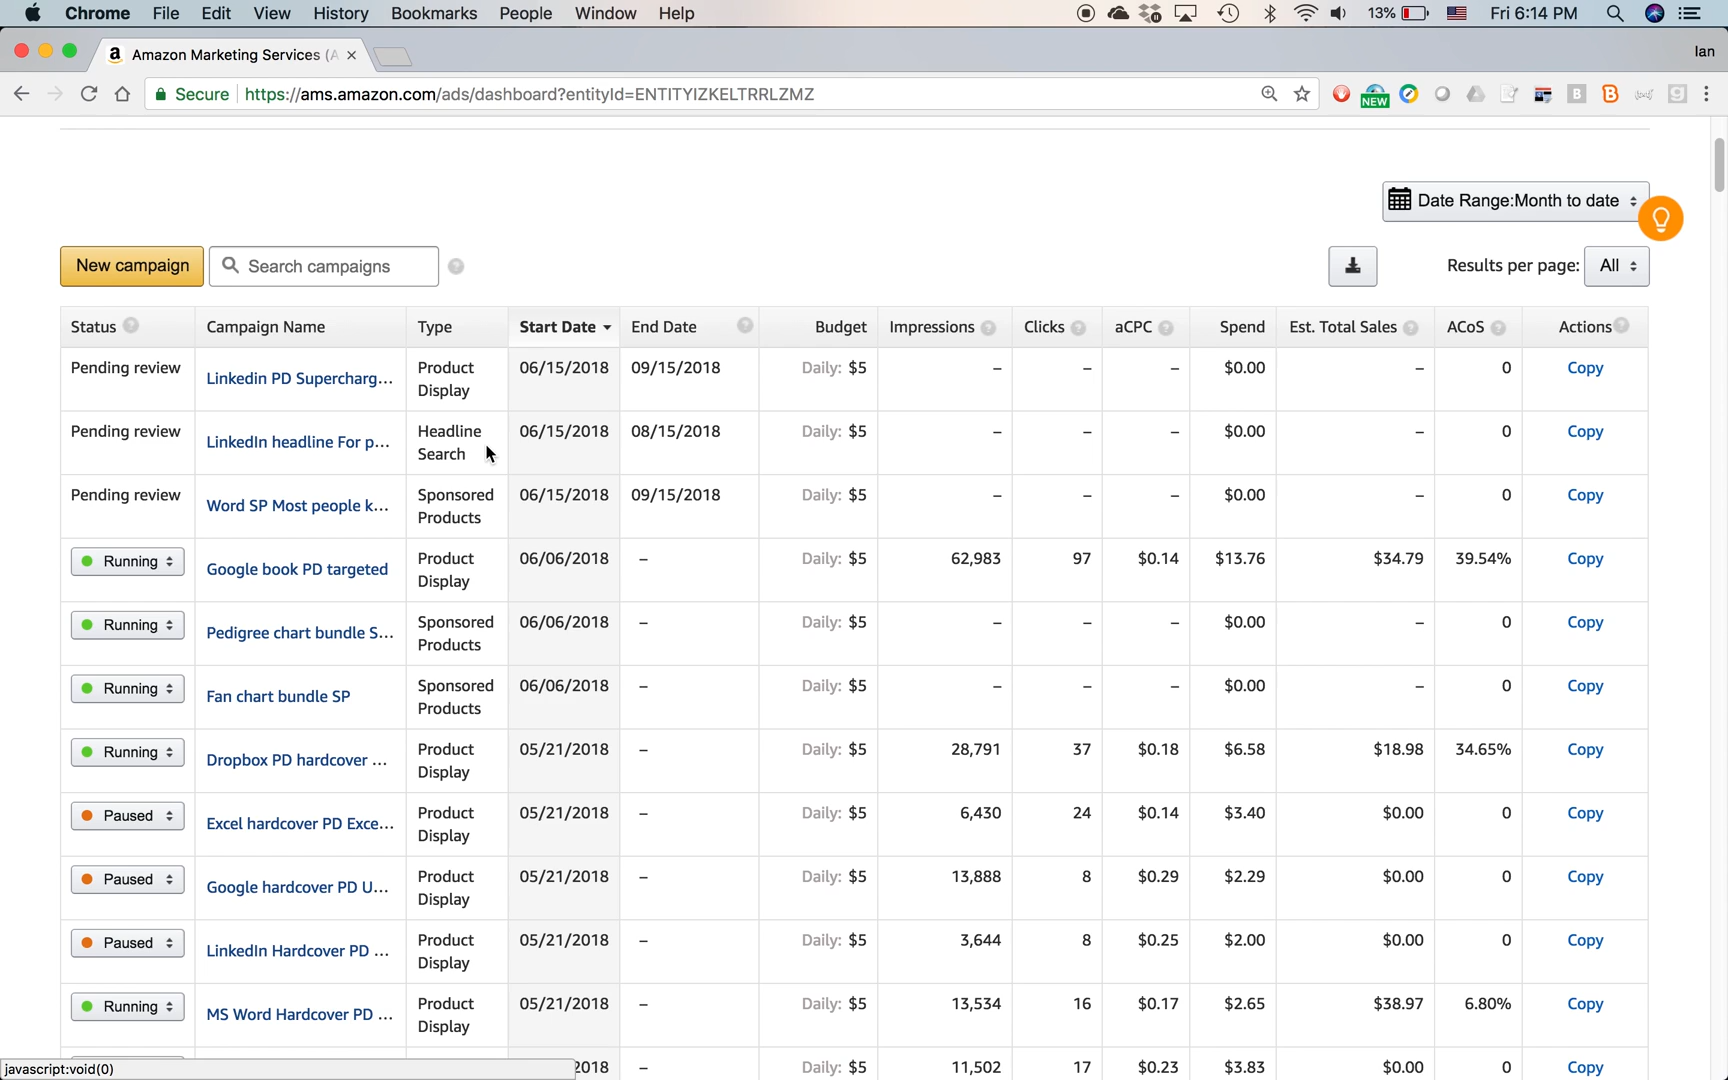 Chrome File Edit View History Bookmarks People Window Help 13% Fri 6:14 PM
Amazon Marketing Services (A Ian
Secure https://ams.amazon.com/ads/dashboard?entityId=ENTITYIZKELTRRLZMZ NEW
Date Range:Month to date
New campaign Search campaigns Results per page: All
Status Campaign Name Type Start Date End Date Budget Impressions Clicks aCPC Spend Est. Total Sales ACoS Actions
Pending review Linkedin PD Supercharg... Product 06/15/2018 09/15/2018 Daily: $5 – – – $0.00 – 0 Copy
Display
Pending review LinkedIn headline For p... Headline 06/15/2018 08/15/2018 Daily: $5 – – – $0.00 – 0 Copy
Search
Pending review Word SP Most people k... Sponsored 06/15/2018 09/15/2018 Daily: $5 – – – $0.00 – 0 Copy
Products
Running Google book PD targeted Product 06/06/2018 – Daily: $5 62,983 97 $0.14 $13.76 $34.79 39.54% Copy
Display
Running Pedigree chart bundle S... Sponsored 06/06/2018 – Daily: $5 – – – $0.00 – 0 Copy
Products
Running Fan chart bundle SP Sponsored 06/06/2018 – Daily: $5 – – – $0.00 – 0 Copy
Products
Running Dropbox PD hardcover ... Product 05/21/2018 – Daily: $5 28,791 37 $0.18 $6.58 $18.98 34.65% Copy
Display
Paused Excel hardcover PD Exce... Product 05/21/2018 – Daily: $5 6,430 24 $0.14 $3.40 $0.00 0 Copy
Display
Paused Google hardcover PD U... Product 05/21/2018 – Daily: $5 13,888 8 $0.29 $2.29 $0.00 0 Copy
Display
Paused LinkedIn Hardcover PD ... Product 05/21/2018 – Daily: $5 3,644 8 $0.25 $2.00 $0.00 0 Copy
Display
Running MS Word Hardcover PD ... Product 05/21/2018 – Daily: $5 13,534 16 $0.17 $2.65 $38.97 6.80% Copy
Display
javascript:void(0) 2018 – Daily: $5 11,502 17 $0.23 $3.83 $0.00 0 Copy